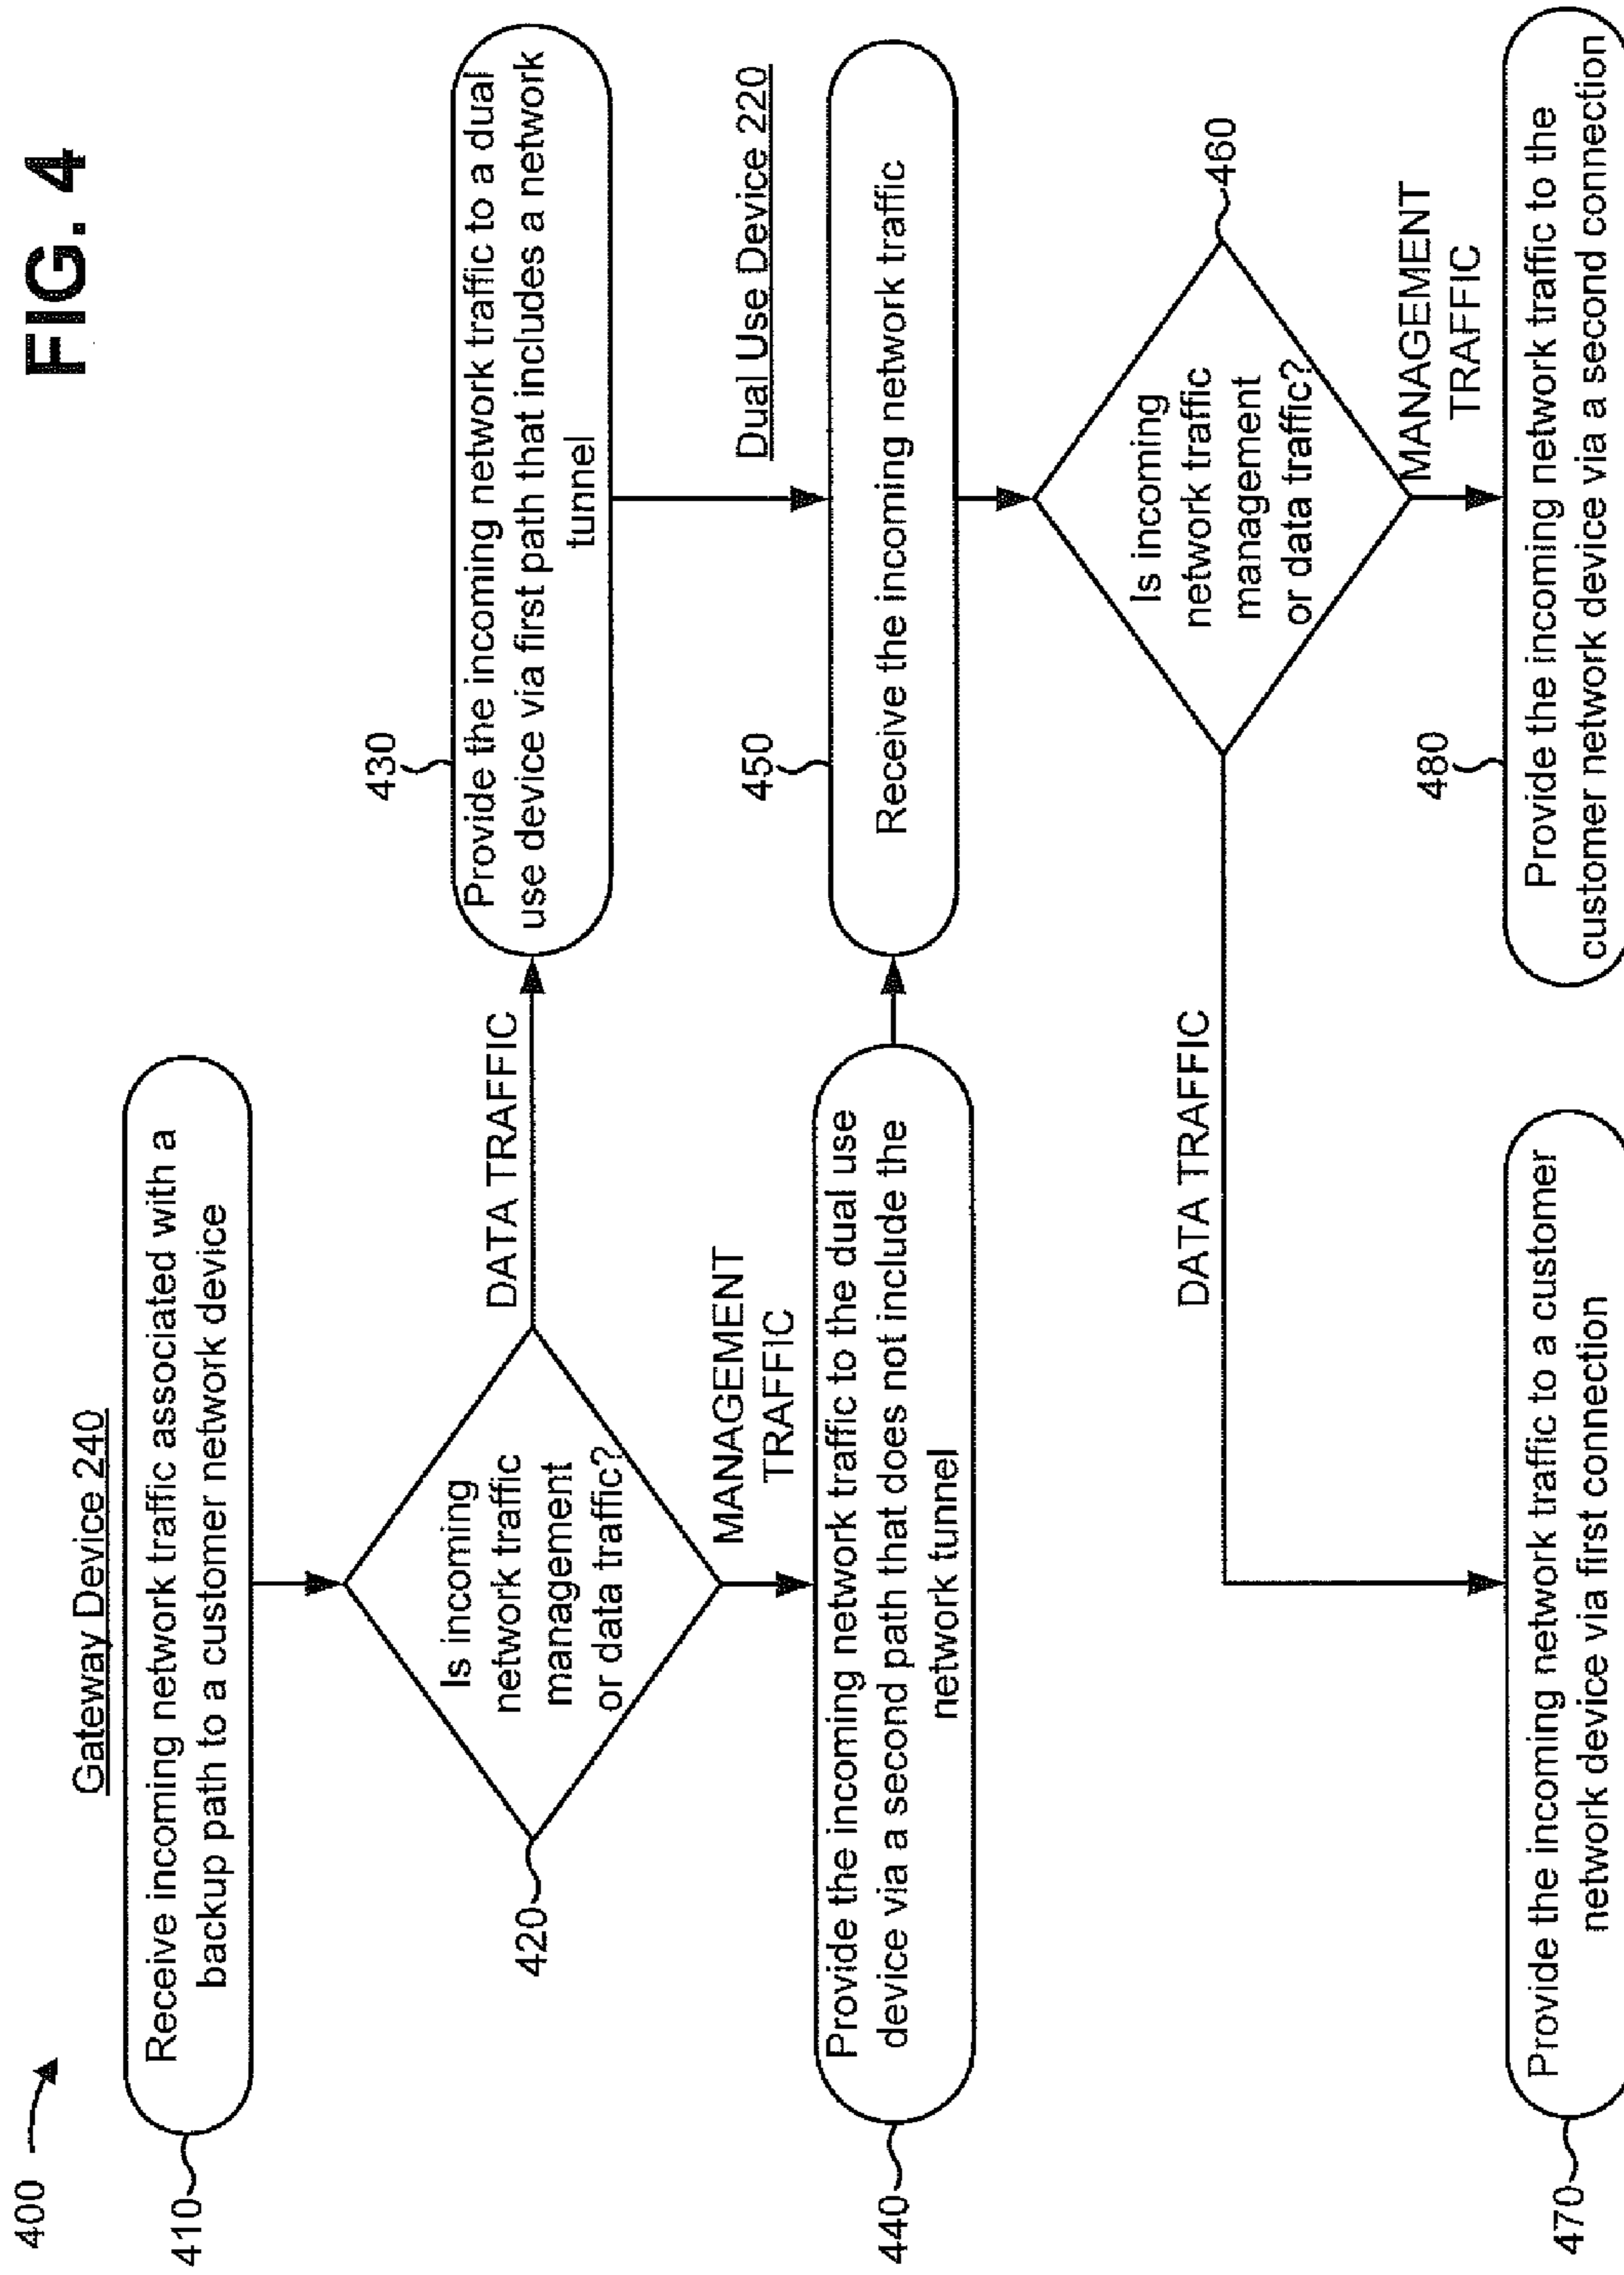 FIG. 4
400
Gateway Device 240
410
Receive incoming network traffic associated with a
backup path to a customer network device
420
Is incoming
network traffic
management
or data traffic?
DATA TRAFFIC
430
Provide the incoming network traffic to a dual
use device via first path that includes a network
tunnel
MANAGEMENT
TRAFFIC
440
Provide the incoming network traffic to the dual use
device via a second path that does not include the
network tunnel
Dual Use Device 220
450
Receive the incoming network traffic
460
Is incoming
network traffic
management
or data traffic?
DATA TRAFFIC
MANAGEMENT
TRAFFIC
470
Provide the incoming network traffic to a customer
network device via first connection
480
Provide the incoming network traffic to the
customer network device via a second connection